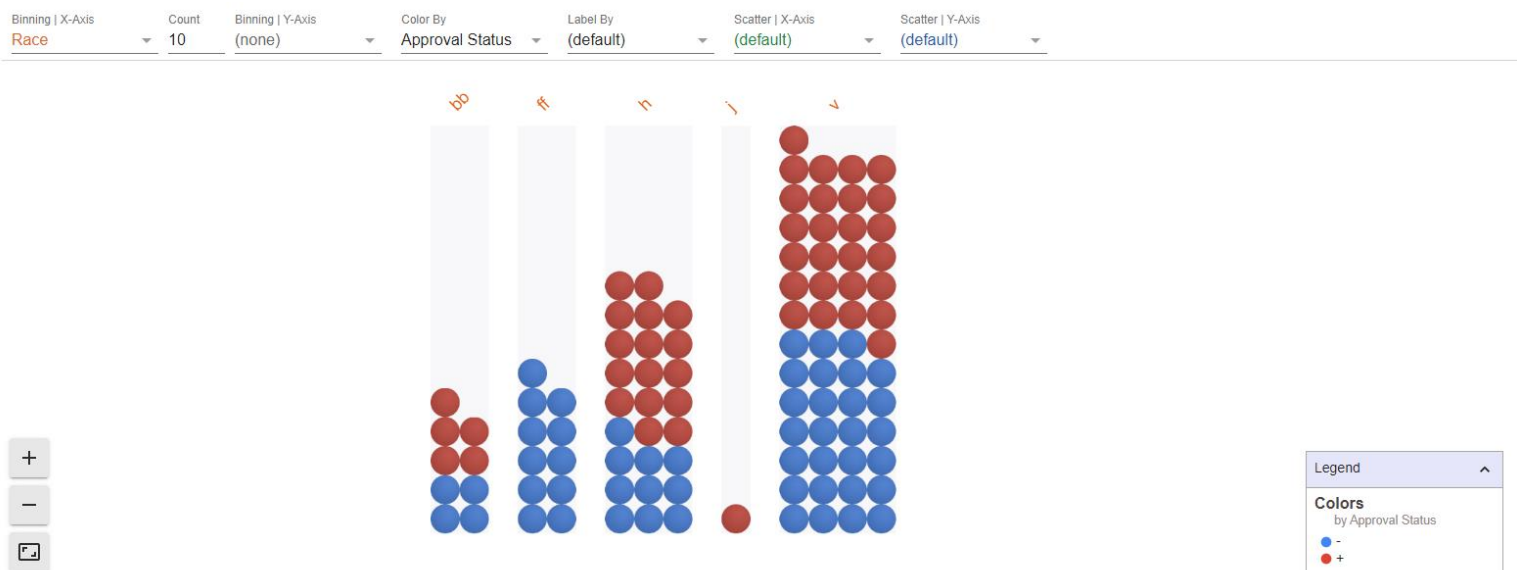 Binning | X-Axis Count Binning | Y-Axis Color By Label By Scatter | X-Axis Scatter | Y-Axis
Race 10 (none) Approval Status (default) (default) (default)
bb ff h j v
+
−
Legend
Colors
by Approval Status
-
+